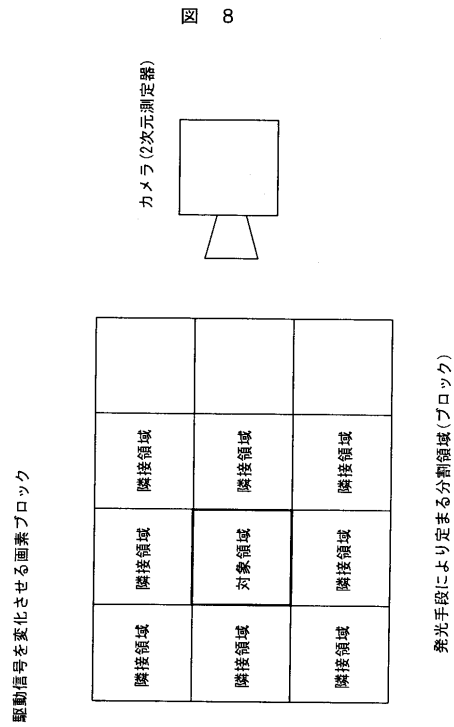 図 8
駆動信号を変化させる画素ブロック
カメラ(2次元測定器)
隣接領域
隣接領域
隣接領域
隣接領域
対象領域
隣接領域
隣接領域
隣接領域
隣接領域
発光手段により定まる分割領域(ブロック)